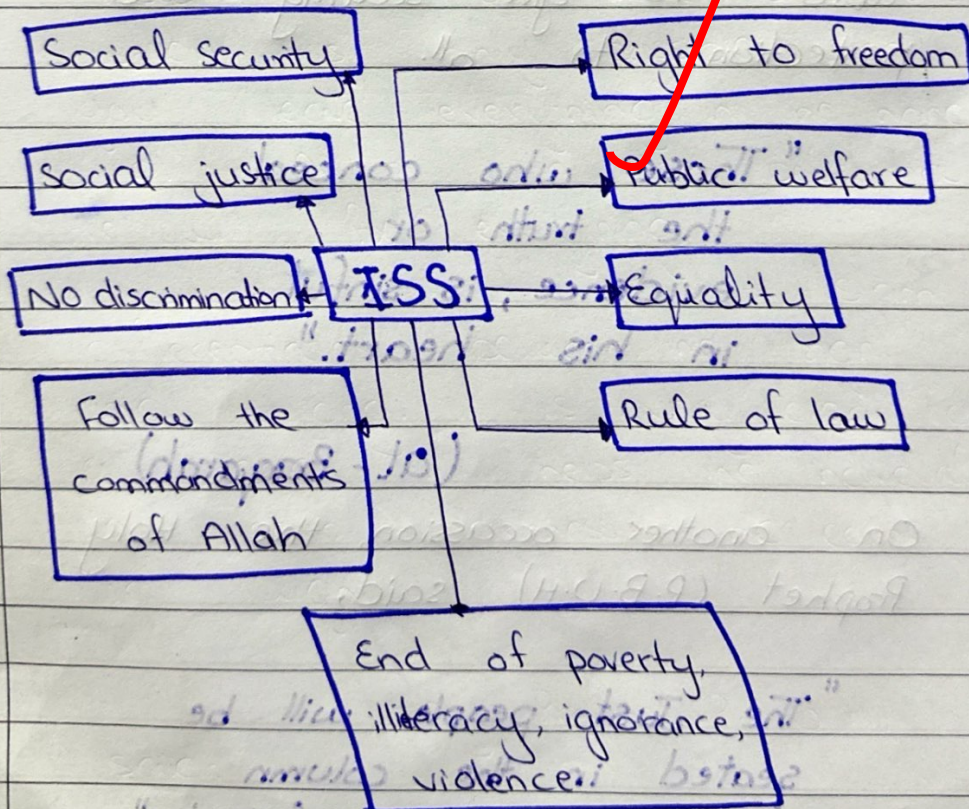 Social security
Right to freedom
Social justice
Public welfare
No discrimination
ISS
Equality
Follow the
commandments
of Allah
Rule of law
End of poverty,
illiteracy, ignorance,
violence.